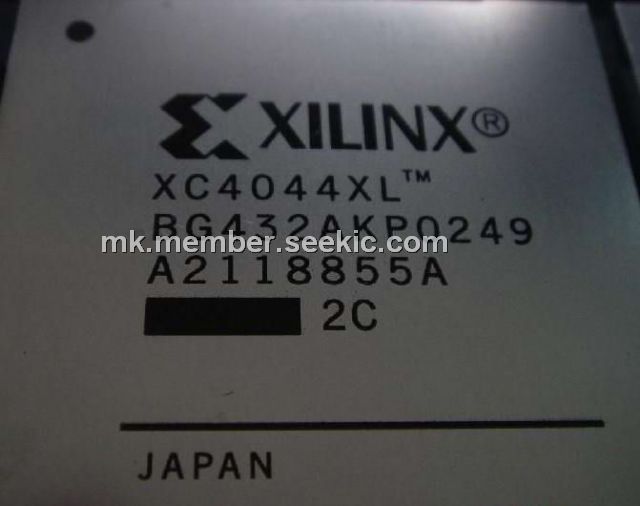 XILINX®
XC4044XL™
BG432AKP0249
mk.member.seekic.com
A2118855A
2C
JAPAN